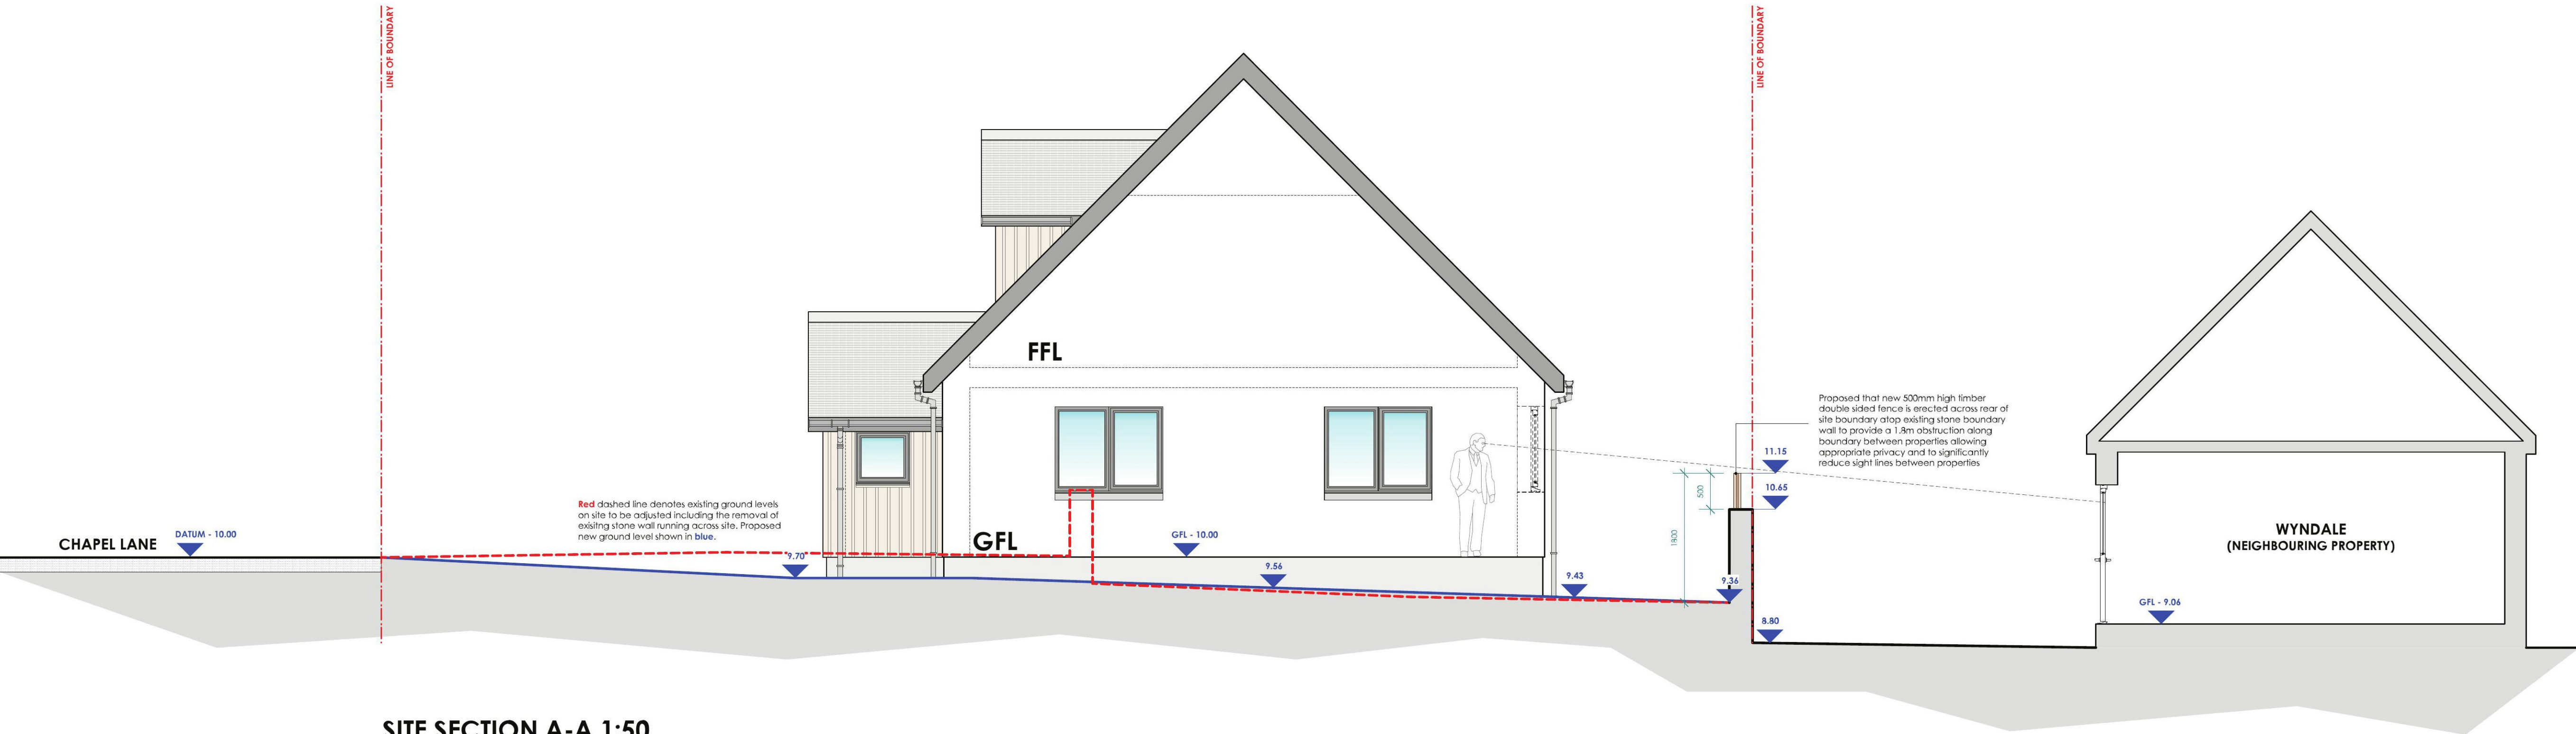 LINE OF BOUNDARY
LINE OF BOUNDARY
FFL
Proposed that new 500mm high timber
double sided fence is erected across rear of
site boundary atop existing stone boundary
wall to provide a 1.8m obstruction along
boundary between properties allowing
appropriate privacy and to significantly
reduce sight lines between properties
11.15
10.65
500
1800
Red dashed line denotes existing ground levels
on site to be adjusted including the removal of
exisitng stone wall running across site. Proposed
new ground level shown in blue.
CHAPEL LANE
DATUM - 10.00
9.70
GFL
GFL - 10.00
9.56
9.43
9.36
8.80
WYNDALE
(NEIGHBOURING PROPERTY)
GFL - 9.06
SITE SECTION A-A 1:50